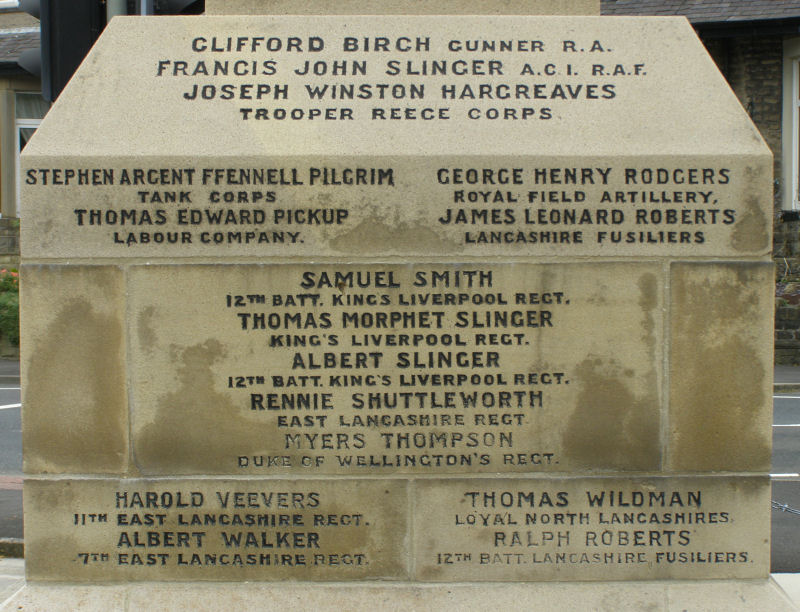 CLIFFORD BIRCH GUNNER R.A.
FRANCIS JOHN SLINGER A.C.I. R.A.F.
JOSEPH WINSTON HARGREAVES
TROOPER REECE CORPS.
STEPHEN ARGENT FFENNELL PILGRIM
TANK CORPS
THOMAS EDWARD PICKUP
LABOUR COMPANY.
GEORGE HENRY RODGERS
ROYAL FIELD ARTILLERY,
JAMES LEONARD ROBERTS
LANCASHIRE FUSILIERS
SAMUEL SMITH
12TH BATT. KING'S LIVERPOOL REGT.
THOMAS MORPHET SLINGER
KING'S LIVERPOOL REGT.
ALBERT SLINGER
12TH BATT. KING'S LIVERPOOL REGT.
RENNIE SHUTTLEWORTH
EAST LANCASHIRE REGT.
MYERS THOMPSON
DUKE OF WELLINGTON'S REGT.
HAROLD VEEVERS
11TH EAST LANCASHIRE REGT.
ALBERT WALKER
7TH EAST LANCASHIRE REGT.
THOMAS WILDMAN
LOYAL NORTH LANCASHIRES.
RALPH ROBERTS
12TH BATT. LANCASHIRE FUSILIERS.